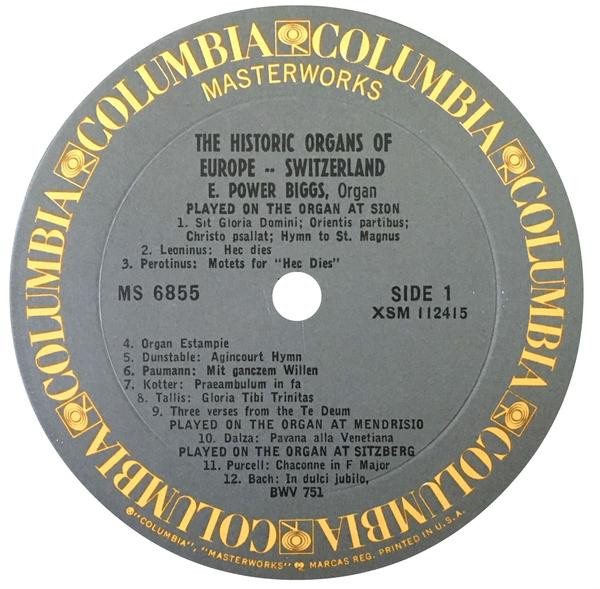 COLUMBIA COLUMBIA COLUMBIA COLUMBIA COLUMBIA COLUMBIA
MASTERWORKS
THE HISTORIC ORGANS OF
EUROPE -- SWITZERLAND
E. POWER BIGGS, Organ
PLAYED ON THE ORGAN AT SION
1. Sit Gloria Domini; Orientis partibus;
Christo psallat; Hymn to St. Magnus
2. Leoninus: Hec dies
3. Perotinus: Motets for "Hec Dies"
MS 6855
SIDE 1
XSM 112415
4. Organ Estampie
5. Dunstable: Agincourt Hymn
6. Paumann: Mit ganczem Willen
7. Kotter: Praeambulum in fa
8. Tallis: Gloria Tibi Trinitas
9. Three verses from the Te Deum
PLAYED ON THE ORGAN AT MENDRISIO
10. Dalza: Pavana alla Venetiana
PLAYED ON THE ORGAN AT SITZBERG
11. Purcell: Chaconne in F Major
12. Bach: In dulci jubilo,
BWV 751
® "COLUMBIA", "MASTERWORKS" MARCAS REG. PRINTED IN U.S.A.